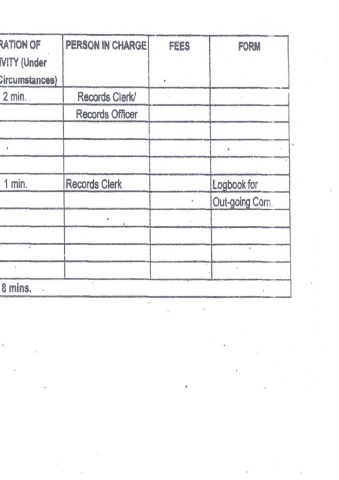 RATION OF PERSON IN CHARGE FEES FORM
IVITY (Under
Circumstances)
2 min. Records Clerk/
Records Officer
1 min. Records Clerk Logbook for
Out-going Com.
8 mins.